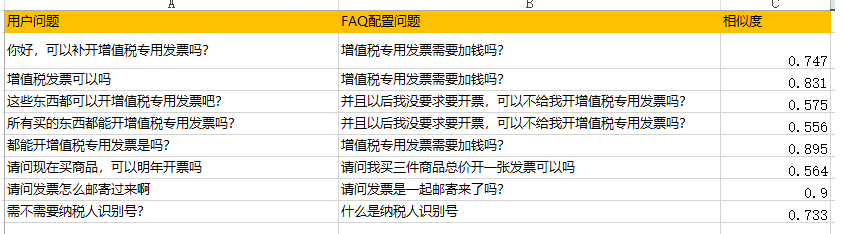 A B C
用户问题 FAQ配置问题 相似度
你好，可以补开增值税专用发票吗? 增值税专用发票需要加钱吗? 0.747
增值税发票可以吗 增值税专用发票需要加钱吗? 0.831
这些东西都可以开增值税专用发票吧? 并且以后我没要求要开票，可以不给我开增值税专用发票吗? 0.575
所有买的东西都能开增值税专用发票吗? 并且以后我没要求要开票，可以不给我开增值税专用发票吗? 0.556
都能开增值税专用发票是吗? 增值税专用发票需要加钱吗? 0.895
请问现在买商品，可以明年开票吗 请问我买三件商品总价开一张发票可以吗 0.564
请问发票怎么邮寄过来啊 请问发票是一起邮寄来了吗? 0.9
需不需要纳税人识别号? 什么是纳税人识别号 0.733